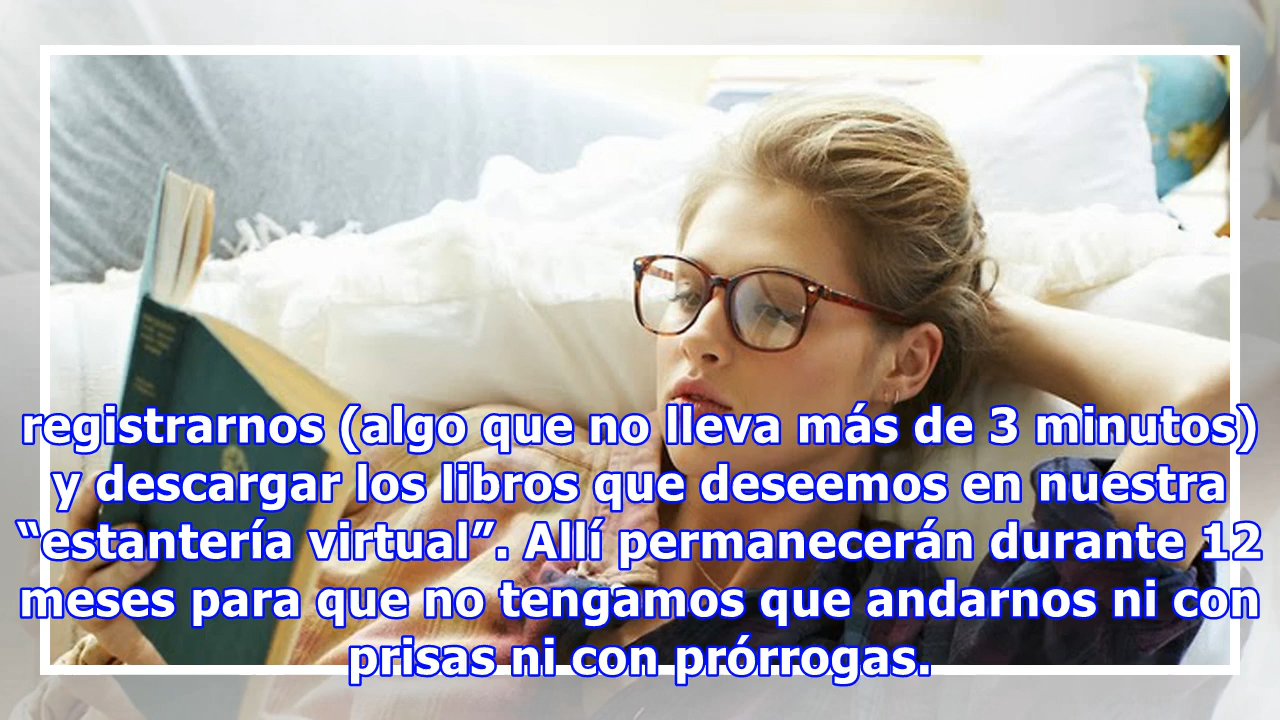 registrarnos (algo que no lleva más de 3 minutos)
y descargar los libros que deseemos en nuestra
“estantería virtual”. Allí permanecerán durante 12
meses para que no tengamos que andarnos ni con
prisas ni con prórrogas.